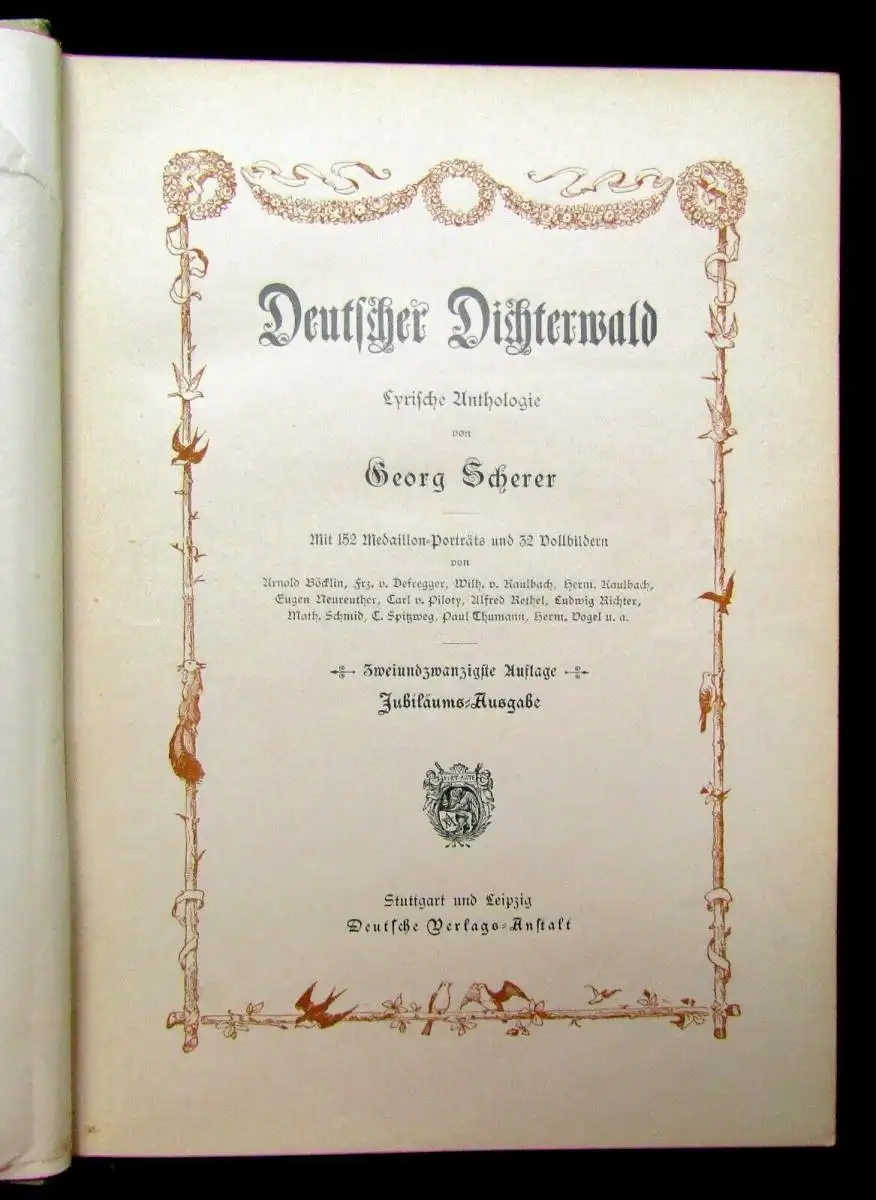 Deutscher Dichterwald
Lyrische Anthologie
von
Georg Scherer
Mit 152 Medaillon-Porträts und 32 Vollbildern
von
Arnold Böcklin, Frz. v. Defregger, Wilh. v. Kaulbach, Herm. Kaulbach,
Eugen Neureuther, Carl v. Piloty, Alfred Rethel, Ludwig Richter,
Math. Schmid, C. Spitzweg, Paul Thumann, Herm. Vogel u. a.
Zweiundzwanzigste Auflage
Jubiläums-Ausgabe
Stuttgart und Leipzig
Deutsche Verlags-Anstalt